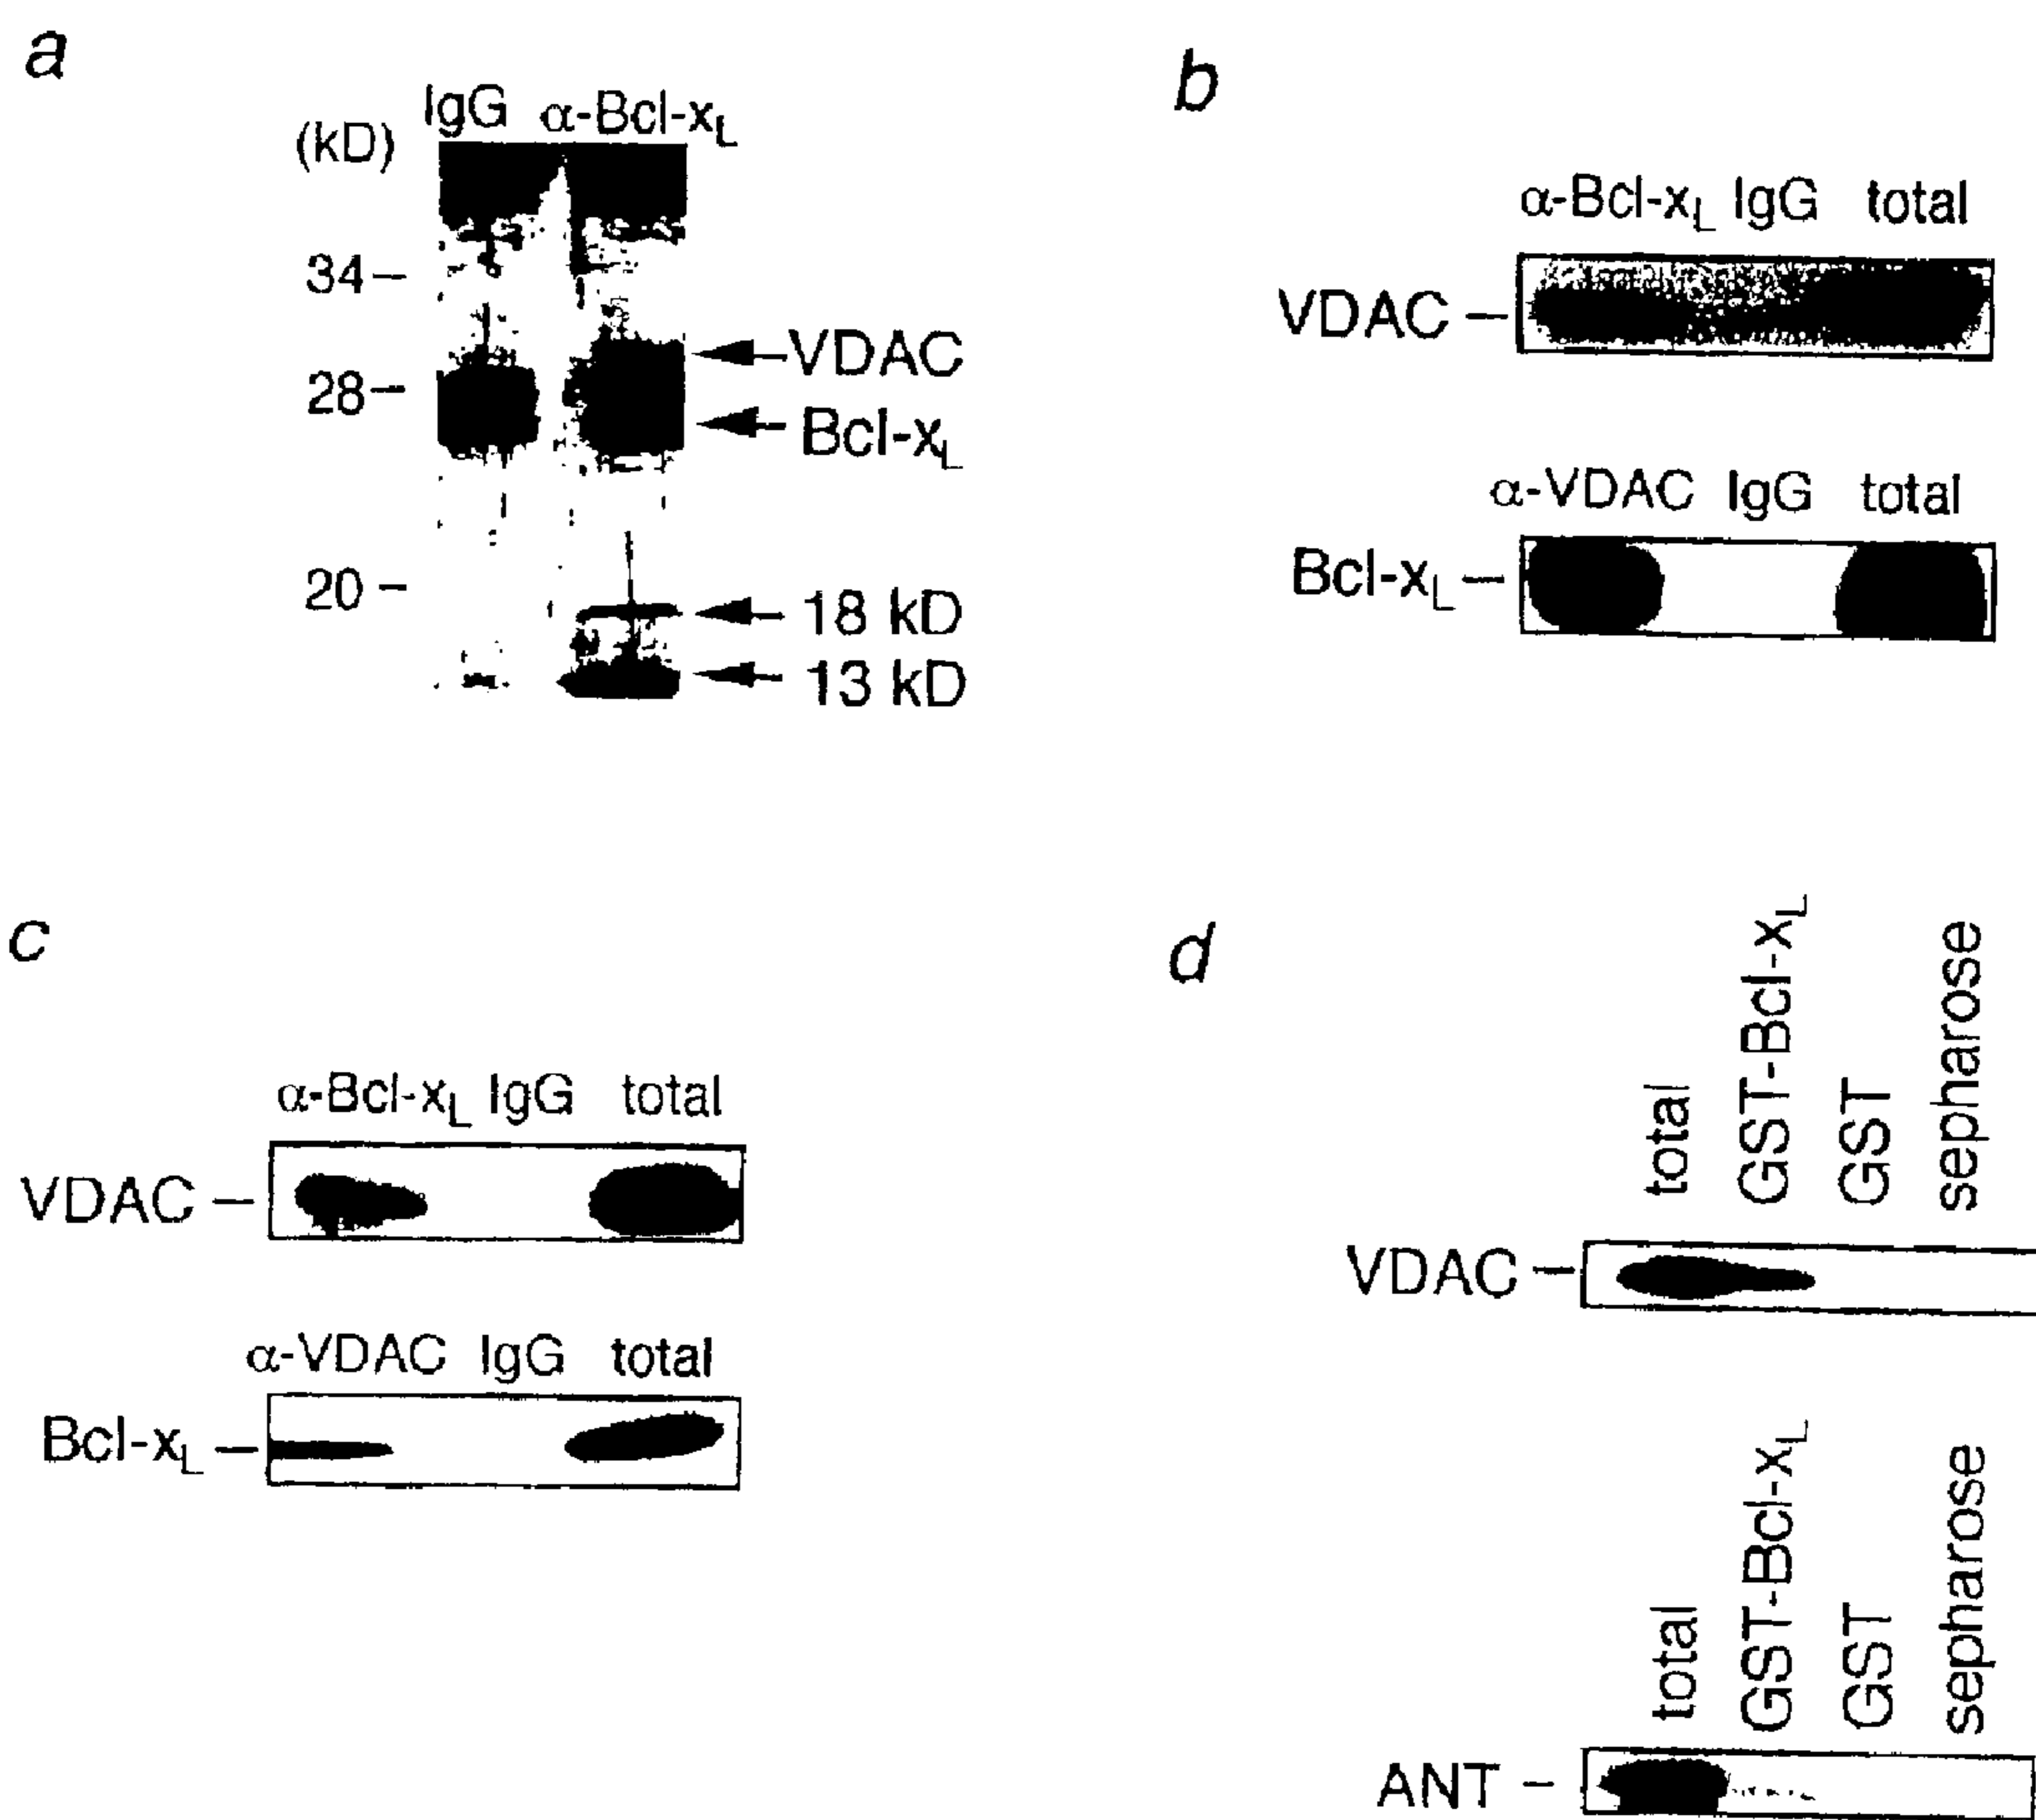 a
IgG α-Bcl-xL
(kD)
34
VDAC
28
Bcl-xL
20
18 kD
13 kD
b
α-Bcl-xL IgG total
VDAC
α-VDAC IgG total
Bcl-xL
c
α-Bcl-xL IgG total
VDAC
α-VDAC IgG total
Bcl-xL
d
total GST-Bcl-xL GST sepharose
VDAC
total GST-Bcl-xL GST sepharose
ANT